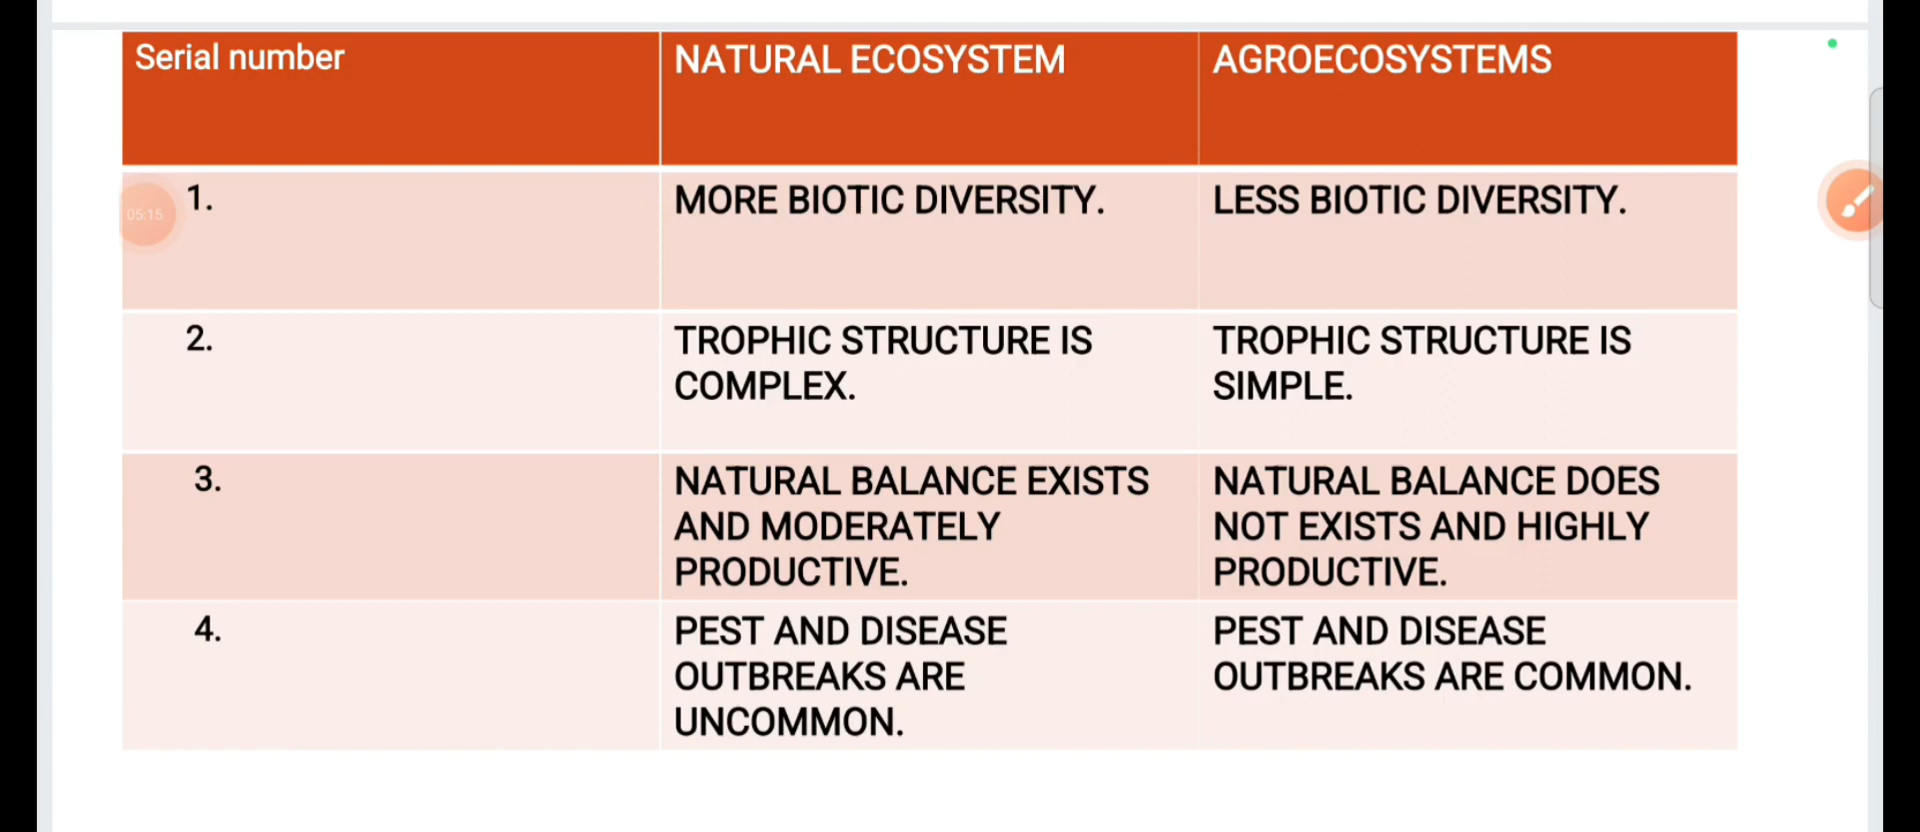 Serial number
NATURAL ECOSYSTEM
AGROECOSYSTEMS
05:15
1.
MORE BIOTIC DIVERSITY.
LESS BIOTIC DIVERSITY.
2.
TROPHIC STRUCTURE IS
COMPLEX.
TROPHIC STRUCTURE IS
SIMPLE.
3.
NATURAL BALANCE EXISTS
AND MODERATELY
PRODUCTIVE.
NATURAL BALANCE DOES
NOT EXISTS AND HIGHLY
PRODUCTIVE.
4.
PEST AND DISEASE
OUTBREAKS ARE
UNCOMMON.
PEST AND DISEASE
OUTBREAKS ARE COMMON.